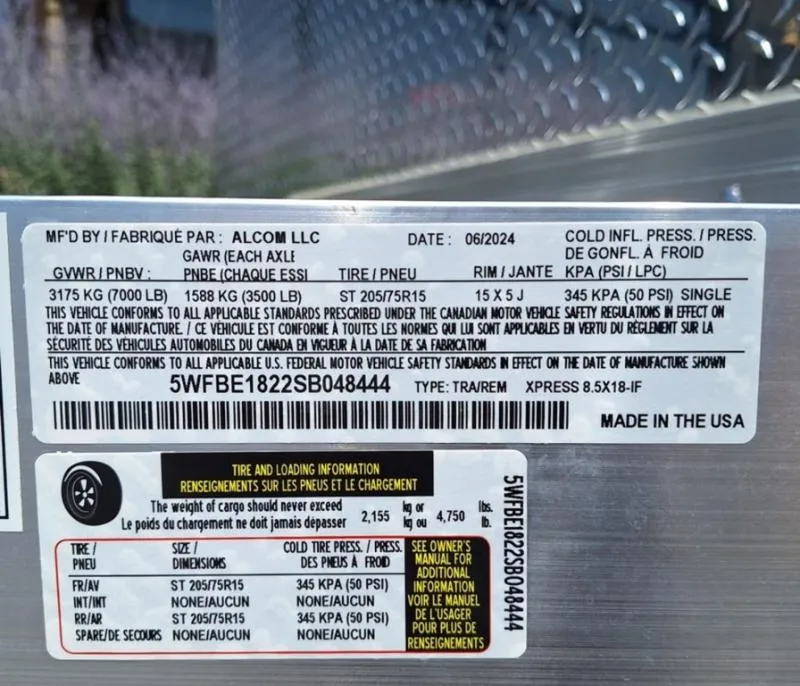 MF'D BY / FABRIQUÉ PAR : ALCOM LLC DATE : 06/2024 COLD INFL. PRESS. / PRESS.
GVWR / PNBV : GAWR (EACH AXLE PNBE (CHAQUE ESSI TIRE / PNEU RIM / JANTE DE GONFL. À FROID KPA (PSI / LPC)
3175 KG (7000 LB) 1588 KG (3500 LB) ST 205/75R15 15 X 5 J 345 KPA (50 PSI) SINGLE
THIS VEHICLE CONFORMS TO ALL APPLICABLE STANDARDS PRESCRIBED UNDER THE CANADIAN MOTOR VEHICLE SAFETY REGULATIONS IN EFFECT ON
THE DATE OF MANUFACTURE. / CE VÉHICULE EST CONFORME À TOUTES LES NORMES QUI LUI SONT APPLICABLES EN VERTU DU RÈGLEMENT SUR LA
SÉCURITÉ DES VÉHICULES AUTOMOBILES DU CANADA EN VIGUEUR À LA DATE DE SA FABRICATION
THIS VEHICLE CONFORMS TO ALL APPLICABLE U.S. FEDERAL MOTOR VEHICLE SAFETY STANDARDS IN EFFECT ON THE DATE OF MANUFACTURE SHOWN
ABOVE 5WFBE1822SB048444 TYPE: TRA/REM XPRESS 8.5X18-IF
MADE IN THE USA
TIRE AND LOADING INFORMATION
RENSEIGNEMENTS SUR LES PNEUS ET LE CHARGEMENT
The weight of cargo should never exceed 2,155 kg or 4,750 lbs.
Le poids du chargement ne doit jamais dépasser kg ou lb.
TIRE / PNEU SIZE / DIMENSIONS COLD TIRE PRESS. / PRESS. DES PNEUS À FROID
FR/AV ST 205/75R15 345 KPA (50 PSI)
INT/INT NONE/AUCUN NONE/AUCUN
RR/AR ST 205/75R15 345 KPA (50 PSI)
SPARE/DE SECOURS NONE/AUCUN NONE/AUCUN
SEE OWNER'S
MANUAL FOR
ADDITIONAL
INFORMATION
VOIR LE MANUEL
DE L'USAGER
POUR PLUS DE
RENSEIGNEMENTS
5WFBE1822SB048444